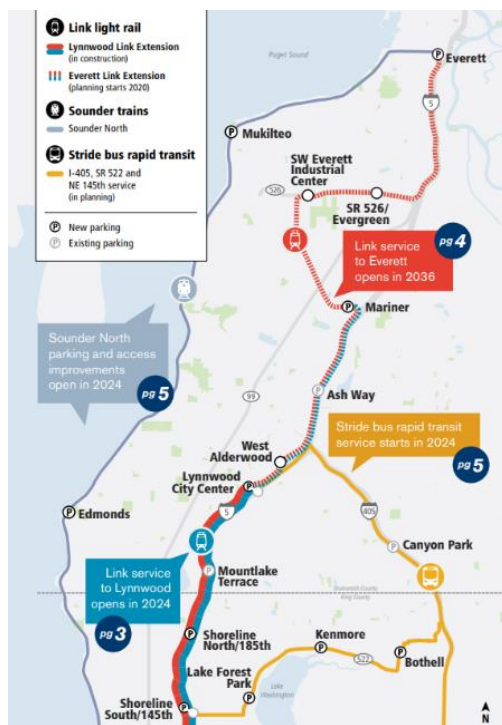 Link light rail
Lynnwood Link Extension
(in construction)
Everett Link Extension
(planning starts 2020)
Sounder trains
Sounder North
Stride bus rapid transit
I-405, SR 522 and
NE 145th service
(in planning)
P New parking
P Existing parking
Puget Sound
P Everett
5
P Mukilteo
SW Everett
Industrial
Center
526
SR 526/
Evergreen
Link service
to Everett
opens in 2036
pg 4
P Mariner
Sounder North
parking and access
improvements
open in 2024
pg 5
99
P Ash Way
Stride bus rapid transit
service starts in 2024
pg 5
West
Alderwood
Lynnwood
City Center
P
P Edmonds
5
405
P Canyon Park
Link service
to Lynnwood
opens in 2024
pg 3
P Mountlake
Terrace
Snohomish County
King County
P Shoreline
North/185th
Kenmore
P
522
P
Bothell
Lake Forest
Park
P
Lake
Washington
Shoreline
South/145th
P
N